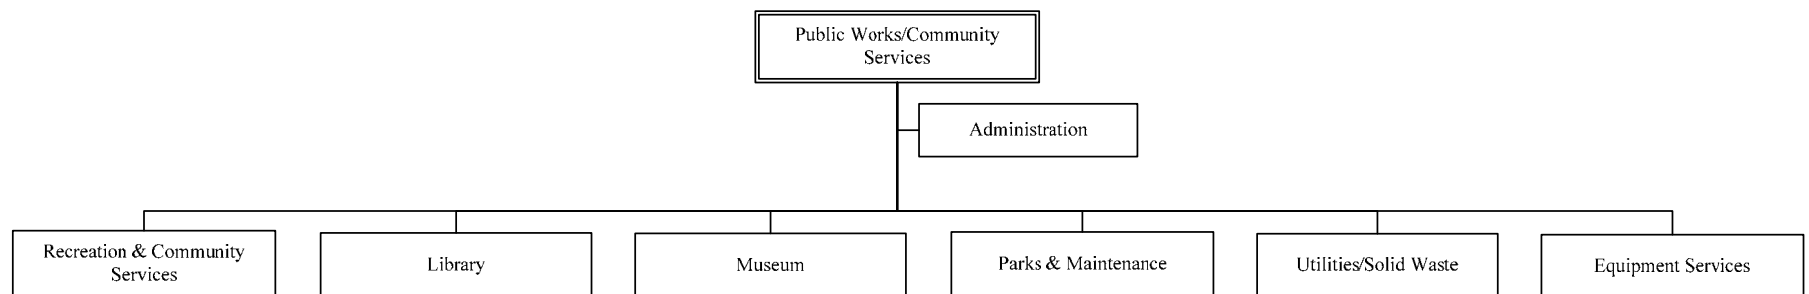 Public Works/Community
Services
Administration
Recreation & Community
Services
Library
Museum
Parks & Maintenance
Utilities/Solid Waste
Equipment Services